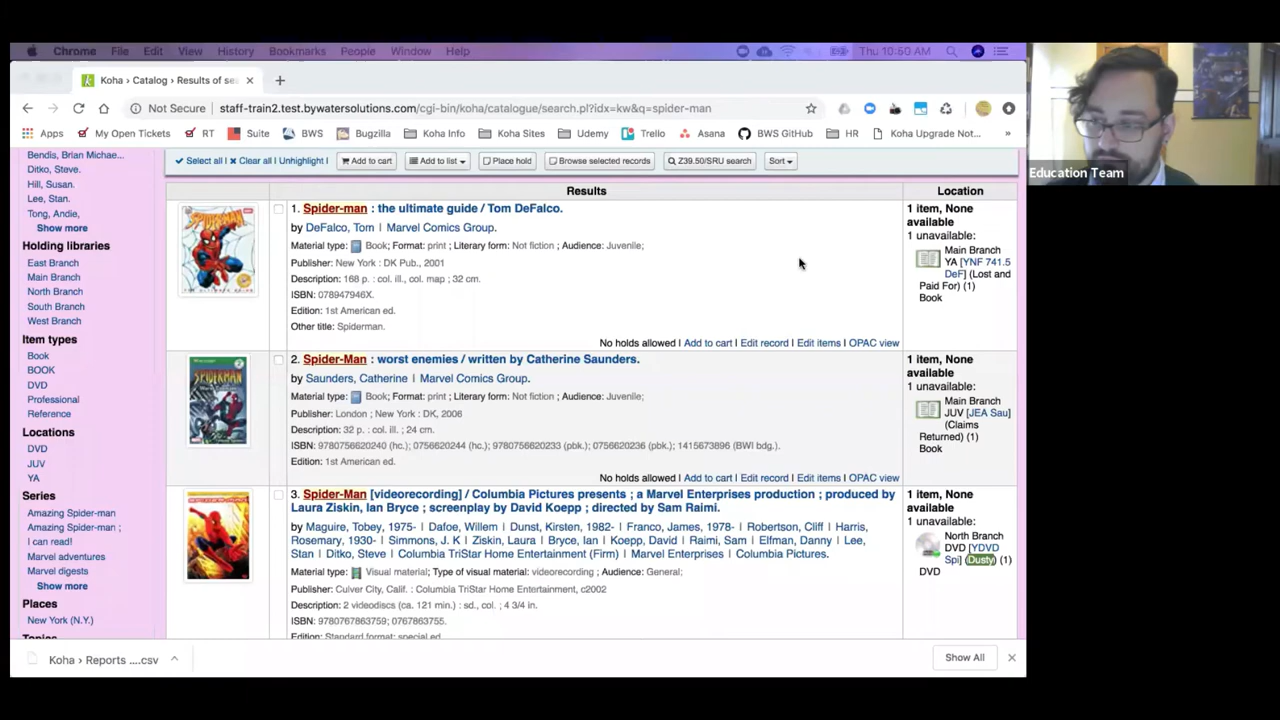 Chrome File Edit View History Bookmarks People Window Help
Thu 10:50 AM
Koha › Catalog › Results of se
Not Secure staff-train2.test.bywatersolutions.com/cgi-bin/koha/catalogue/search.pl?idx=kw&q=spider-man
Apps My Open Tickets RT Suite BWS Bugzilla Koha Info Koha Sites Udemy Trello Asana BWS GitHub HR Koha Upgrade Not... »
Bendis, Brian Michae...
Ditko, Steve.
Hill, Susan.
Lee, Stan.
Tong, Andie,
Show more
Holding libraries
East Branch
Main Branch
North Branch
South Branch
West Branch
Item types
Book
BOOK
DVD
Professional
Reference
Locations
DVD
JUV
YA
Series
Amazing Spider-man
Amazing Spider-man ;
I can read!
Marvel adventures
Marvel digests
Show more
Places
New York (N.Y.)
Select all | Clear all | Unhighlight | Add to cart Add to list Place hold Browse selected records Z39.50/SRU search Sort
Results Location
1. Spider-man : the ultimate guide / Tom DeFalco.
by DeFalco, Tom | Marvel Comics Group.
Material type: Book; Format: print ; Literary form: Not fiction ; Audience: Juvenile;
Publisher: New York : DK Pub., 2001
Description: 168 p. : col. ill., col. map ; 32 cm.
ISBN: 078947946X.
Edition: 1st American ed.
Other title: Spiderman.
No holds allowed | Add to cart | Edit record | Edit items | OPAC view
1 item, None
available
1 unavailable:
Main Branch
YA [YNF 741.5
DeF] (Lost and
Paid For) (1)
Book
SPIDER-MAN
2. Spider-Man : worst enemies / written by Catherine Saunders.
by Saunders, Catherine | Marvel Comics Group.
Material type: Book; Format: print ; Literary form: Not fiction ; Audience: Juvenile;
Publisher: London ; New York : DK, 2006
Description: 32 p. : col. ill ; 24 cm.
ISBN: 9780756620240 (hc.); 0756620244 (hc.); 9780756620233 (pbk.); 0756620236 (pbk.); 1415673896 (BWI bdg.).
Edition: 1st American ed.
No holds allowed | Add to cart | Edit record | Edit items | OPAC view
1 item, None
available
1 unavailable:
Main Branch
JUV [JEA Sau]
(Claims
Returned) (1)
Book
SPIDER-MAN
3. Spider-Man [videorecording] / Columbia Pictures presents ; a Marvel Enterprises production ; produced by
Laura Ziskin, Ian Bryce ; screenplay by David Koepp ; directed by Sam Raimi.
by Maguire, Tobey, 1975- | Dafoe, Willem | Dunst, Kirsten, 1982- | Franco, James, 1978- | Robertson, Cliff | Harris,
Rosemary, 1930- | Simmons, J. K | Ziskin, Laura | Bryce, Ian | Koepp, David | Raimi, Sam | Elfman, Danny | Lee,
Stan | Ditko, Steve | Columbia TriStar Home Entertainment (Firm) | Marvel Enterprises | Columbia Pictures.
Material type: Visual material; Type of visual material: videorecording ; Audience: General;
Publisher: Culver City, Calif. : Columbia TriStar Home Entertainment, c2002
Description: 2 videodiscs (ca. 121 min.) : sd., col. ; 4 3/4 in.
ISBN: 9780767863759; 0767863755.
Edition: Standard format; special ed.
1 item, None
available
1 unavailable:
North Branch
DVD [YDVD
Spi] (Dusty) (1)
DVD
Koha › Reports ....csv
Show All
Education Team